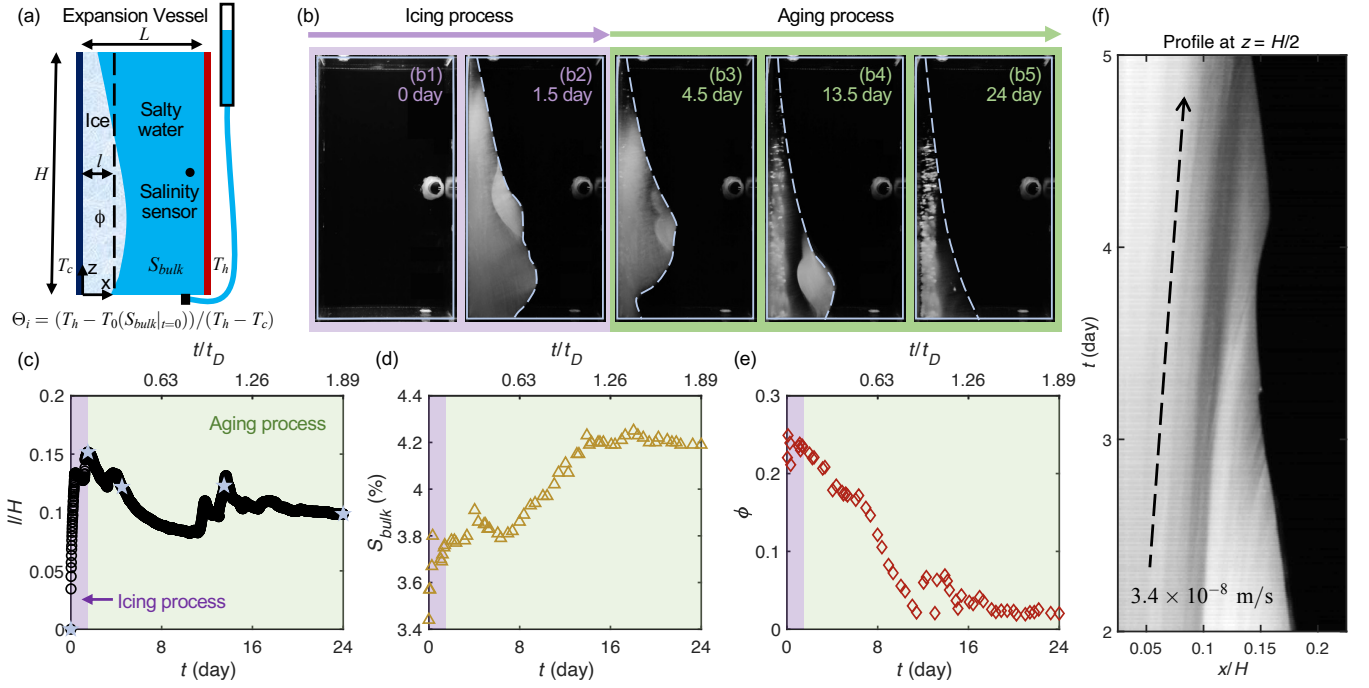 (a) Expansion Vessel
L
H
Ice
Salty
water
l
Salinity
sensor
ϕ
T_c
z
x
S_bulk
T_h
Θ_i = (T_h − T_0(S_bulk|_{t=0}))/(T_h − T_c)
(b) Icing process Aging process
(b1)
0 day
(b2)
1.5 day
(b3)
4.5 day
(b4)
13.5 day
(b5)
24 day
(c)
t/t_D
0.63 1.26 1.89
0.2
0.15
0.1
0.05
0
l/H
Aging process
Icing process
0 8 16 24
t (day)
(d)
t/t_D
0.63 1.26 1.89
4.4
4.2
4
3.8
3.6
3.4
S_bulk (%)
0 8 16 24
t (day)
(e)
t/t_D
0.63 1.26 1.89
0.3
0.2
0.1
0
ϕ
0 8 16 24
t (day)
(f)
Profile at z = H/2
5
4
3
2
t (day)
3.4 × 10⁻⁸ m/s
0.05 0.1 0.15 0.2
x/H